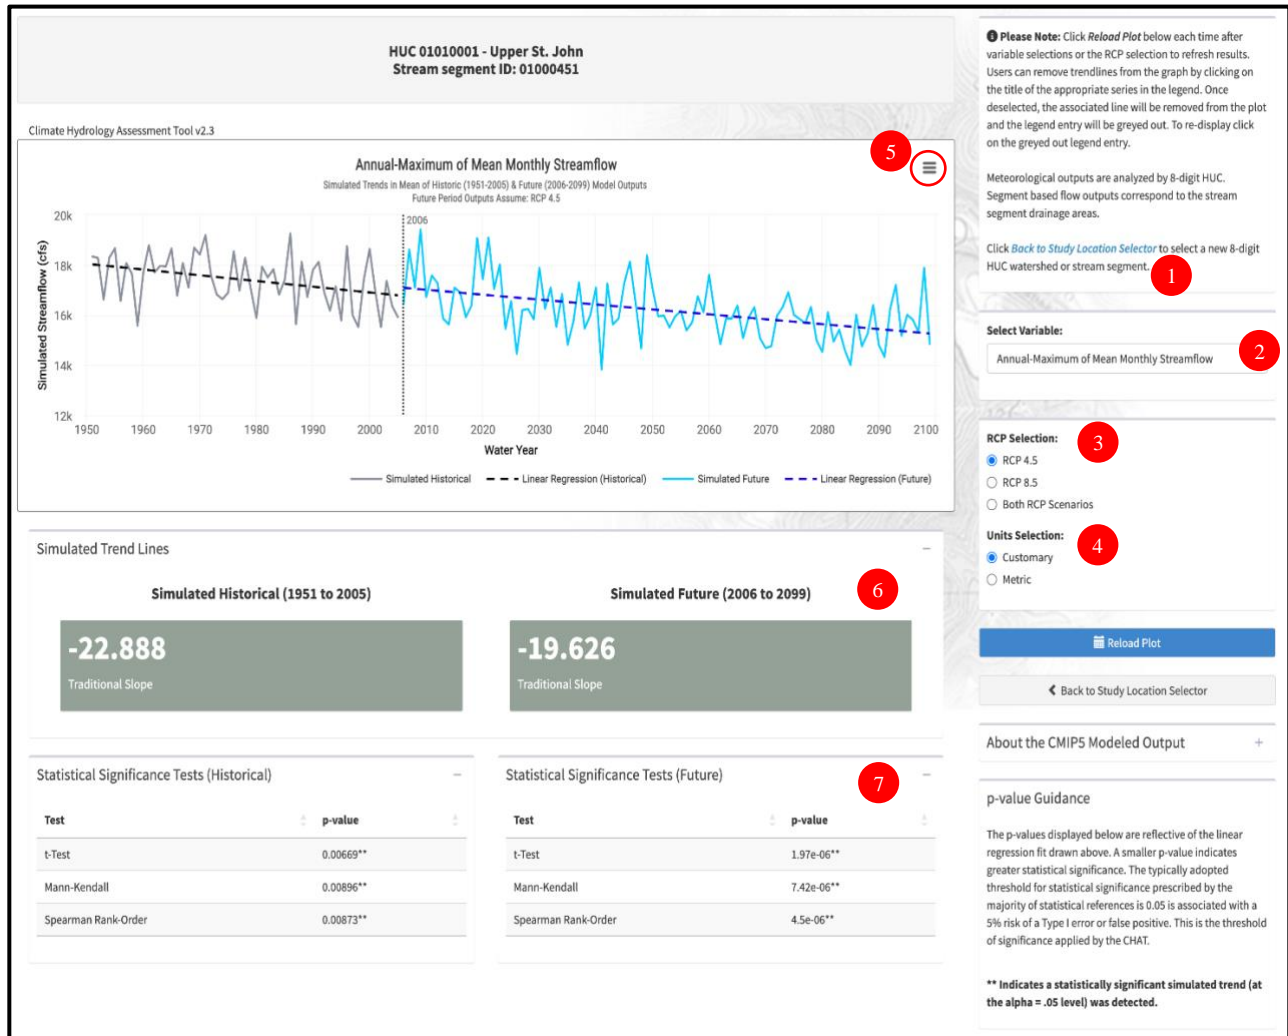 HUC 01010001 - Upper St. John
Stream segment ID: 01000451
Climate Hydrology Assessment Tool v2.3
5
Annual-Maximum of Mean Monthly Streamflow
Simulated Trends in Mean of Historic (1951-2005) & Future (2006-2099) Model Outputs
Future Period Outputs Assume: RCP 4.5
Simulated Streamflow (cfs)
20k
18k
16k
14k
12k
2006
1950 1960 1970 1980 1990 2000 2010 2020 2030 2040 2050 2060 2070 2080 2090 2100
Water Year
Simulated Historical Linear Regression (Historical) Simulated Future Linear Regression (Future)
Simulated Trend Lines
Simulated Historical (1951 to 2005)
-22.888
Traditional Slope
Simulated Future (2006 to 2099)
6
-19.626
Traditional Slope
Statistical Significance Tests (Historical)
Test p-value
t-Test 0.00669**
Mann-Kendall 0.00896**
Spearman Rank-Order 0.00873**
Statistical Significance Tests (Future)
7
Test p-value
t-Test 1.97e-06**
Mann-Kendall 7.42e-06**
Spearman Rank-Order 4.5e-06**
Please Note: Click Reload Plot below each time after
variable selections or the RCP selection to refresh results.
Users can remove trendlines from the graph by clicking on
the title of the appropriate series in the legend. Once
deselected, the associated line will be removed from the plot
and the legend entry will be greyed out. To re-display click
on the greyed out legend entry.
Meteorological outputs are analyzed by 8-digit HUC.
Segment based flow outputs correspond to the stream
segment drainage areas.
Click Back to Study Location Selector to select a new 8-digit
HUC watershed or stream segment.
1
Select Variable:
Annual-Maximum of Mean Monthly Streamflow
2
RCP Selection:
3
RCP 4.5
RCP 8.5
Both RCP Scenarios
Units Selection:
4
Customary
Metric
Reload Plot
Back to Study Location Selector
About the CMIP5 Modeled Output
p-value Guidance
The p-values displayed below are reflective of the linear
regression fit drawn above. A smaller p-value indicates
greater statistical significance. The typically adopted
threshold for statistical significance prescribed by the
majority of statistical references is 0.05 is associated with a
5% risk of a Type I error or false positive. This is the threshold
of significance applied by the CHAT.
** Indicates a statistically significant simulated trend (at
the alpha = .05 level) was detected.